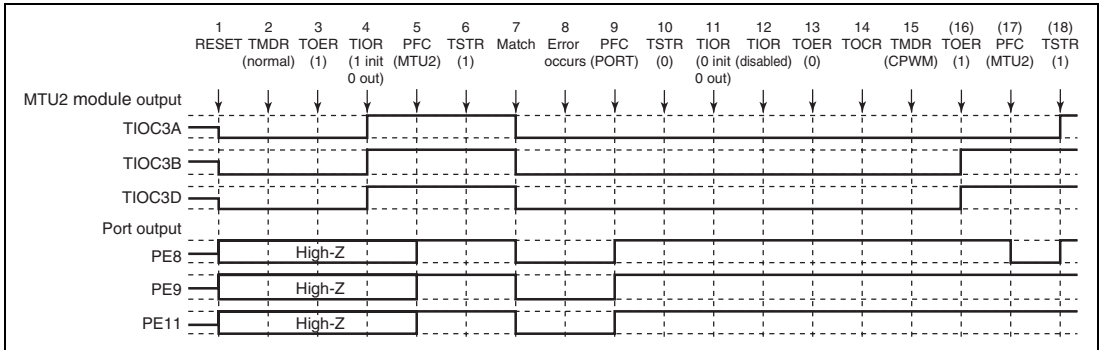 1 2 3 4 5 6 7 8 9 10 11 12 13 14 15 (16) (17) (18)
RESET TMDR TOER TIOR PFC TSTR Match Error PFC TSTR TIOR TIOR TOER TOCR TMDR TOER PFC TSTR
(normal) (1) (1 init (MTU2) (1) occurs (PORT) (0) (0 init (disabled) (0) (CPWM) (1) (MTU2) (1)
0 out) 0 out)
MTU2 module output
TIOC3A
TIOC3B
TIOC3D
Port output
PE8 High-Z
PE9 High-Z
PE11 High-Z